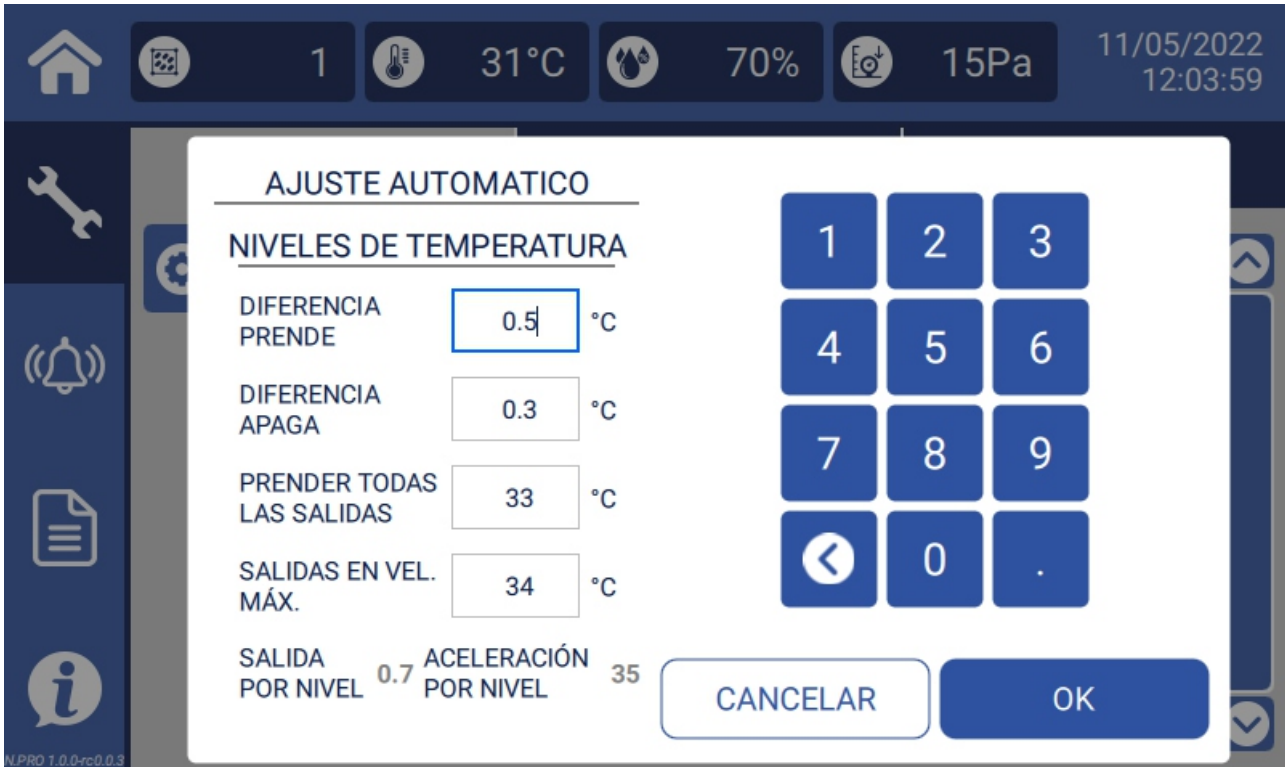 1
31°C
70%
15Pa
11/05/2022
12:03:59
AJUSTE AUTOMATICO
NIVELES DE TEMPERATURA
DIFERENCIA
PRENDE
0.5
°C
DIFERENCIA
APAGA
0.3
°C
PRENDER TODAS
LAS SALIDAS
33
°C
SALIDAS EN VEL.
MÁX.
34
°C
SALIDA
POR NIVEL
0.7
ACELERACIÓN
POR NIVEL
35
1 2 3
4 5 6
7 8 9
0 .
CANCELAR
OK
N.PRO 1.0.0-rc0.0.3